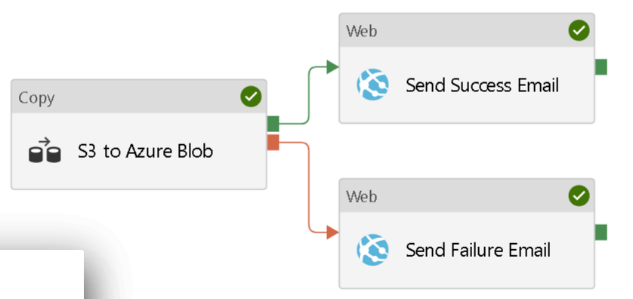 Web
Send Success Email
Copy
S3 to Azure Blob
Web
Send Failure Email